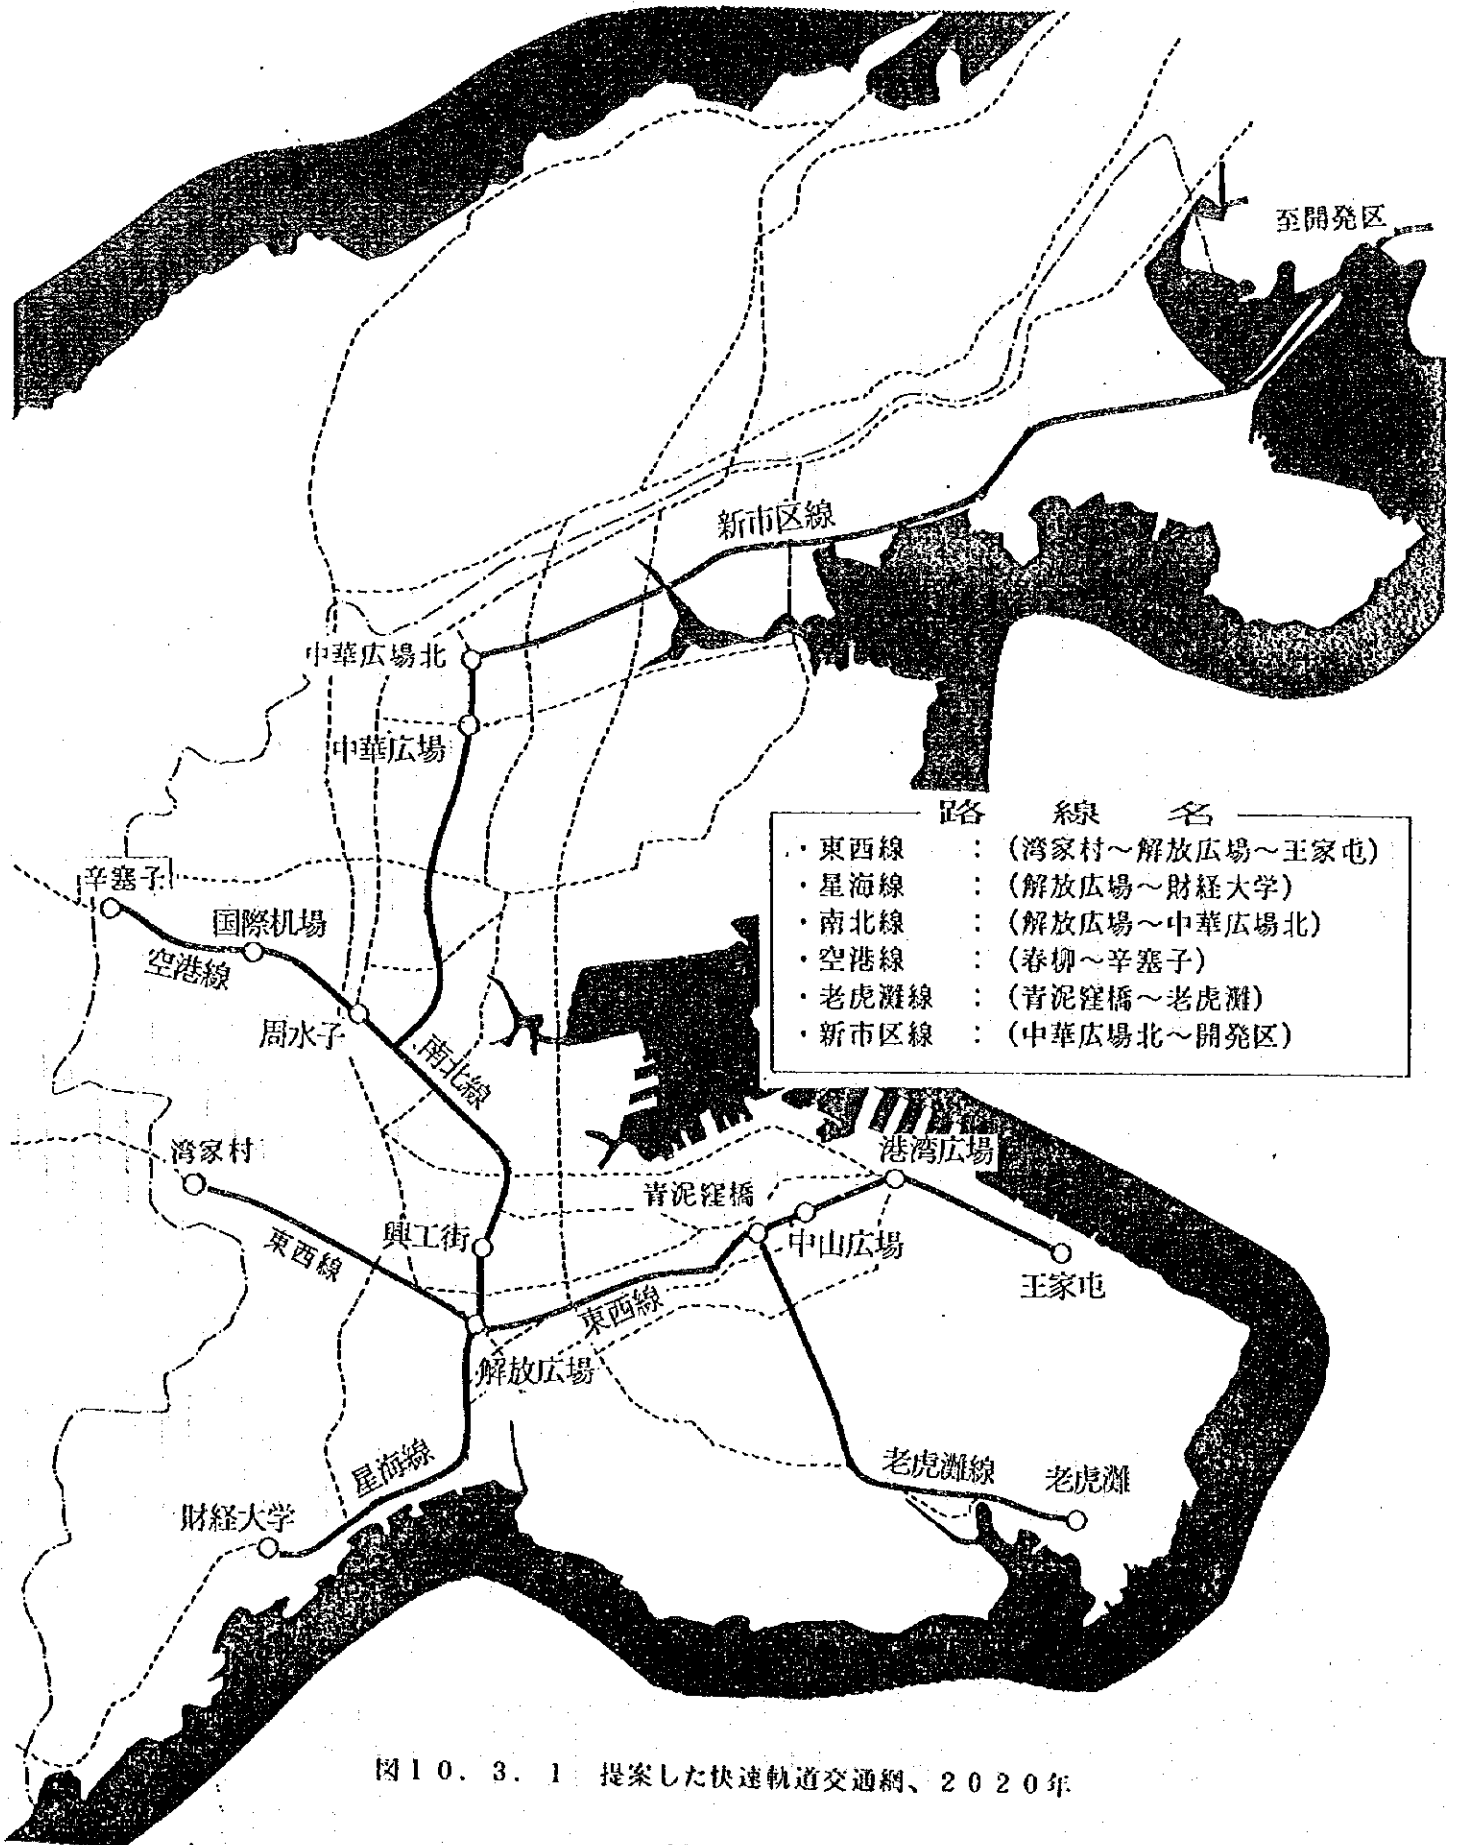 至開発区
新市区線
中華広場北
中華広場
路線名
・東西線 : (湾家村～解放広場～王家屯)
・星海線 : (解放広場～財経大学)
・南北線 : (解放広場～中華広場北)
・空港線 : (春柳～辛塞子)
・老虎灘線 : (青泥窪橋～老虎灘)
・新市区線 : (中華広場北～開発区)
辛塞子
国際机場
空港線
周水子
南北線
湾家村
港湾広場
青泥窪橋
興工街
東西線
中山広場
王家屯
東西線
解放広場
星海線
老虎灘線
老虎灘
財経大学
図10.3.1 提案した快速軌道交通網、2020年